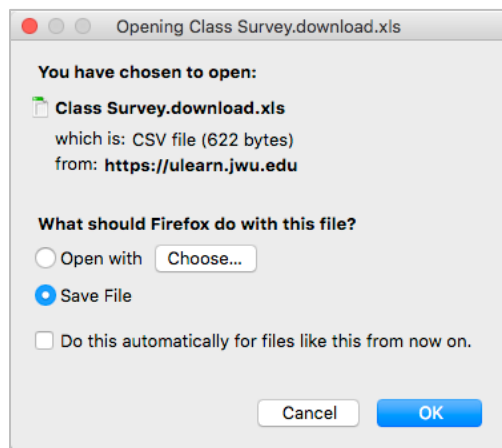 Opening Class Survey.download.xls
You have chosen to open:
Class Survey.download.xls
which is: CSV file (622 bytes)
from: https://ulearn.jwu.edu
What should Firefox do with this file?
Open with Choose...
Save File
Do this automatically for files like this from now on.
Cancel OK